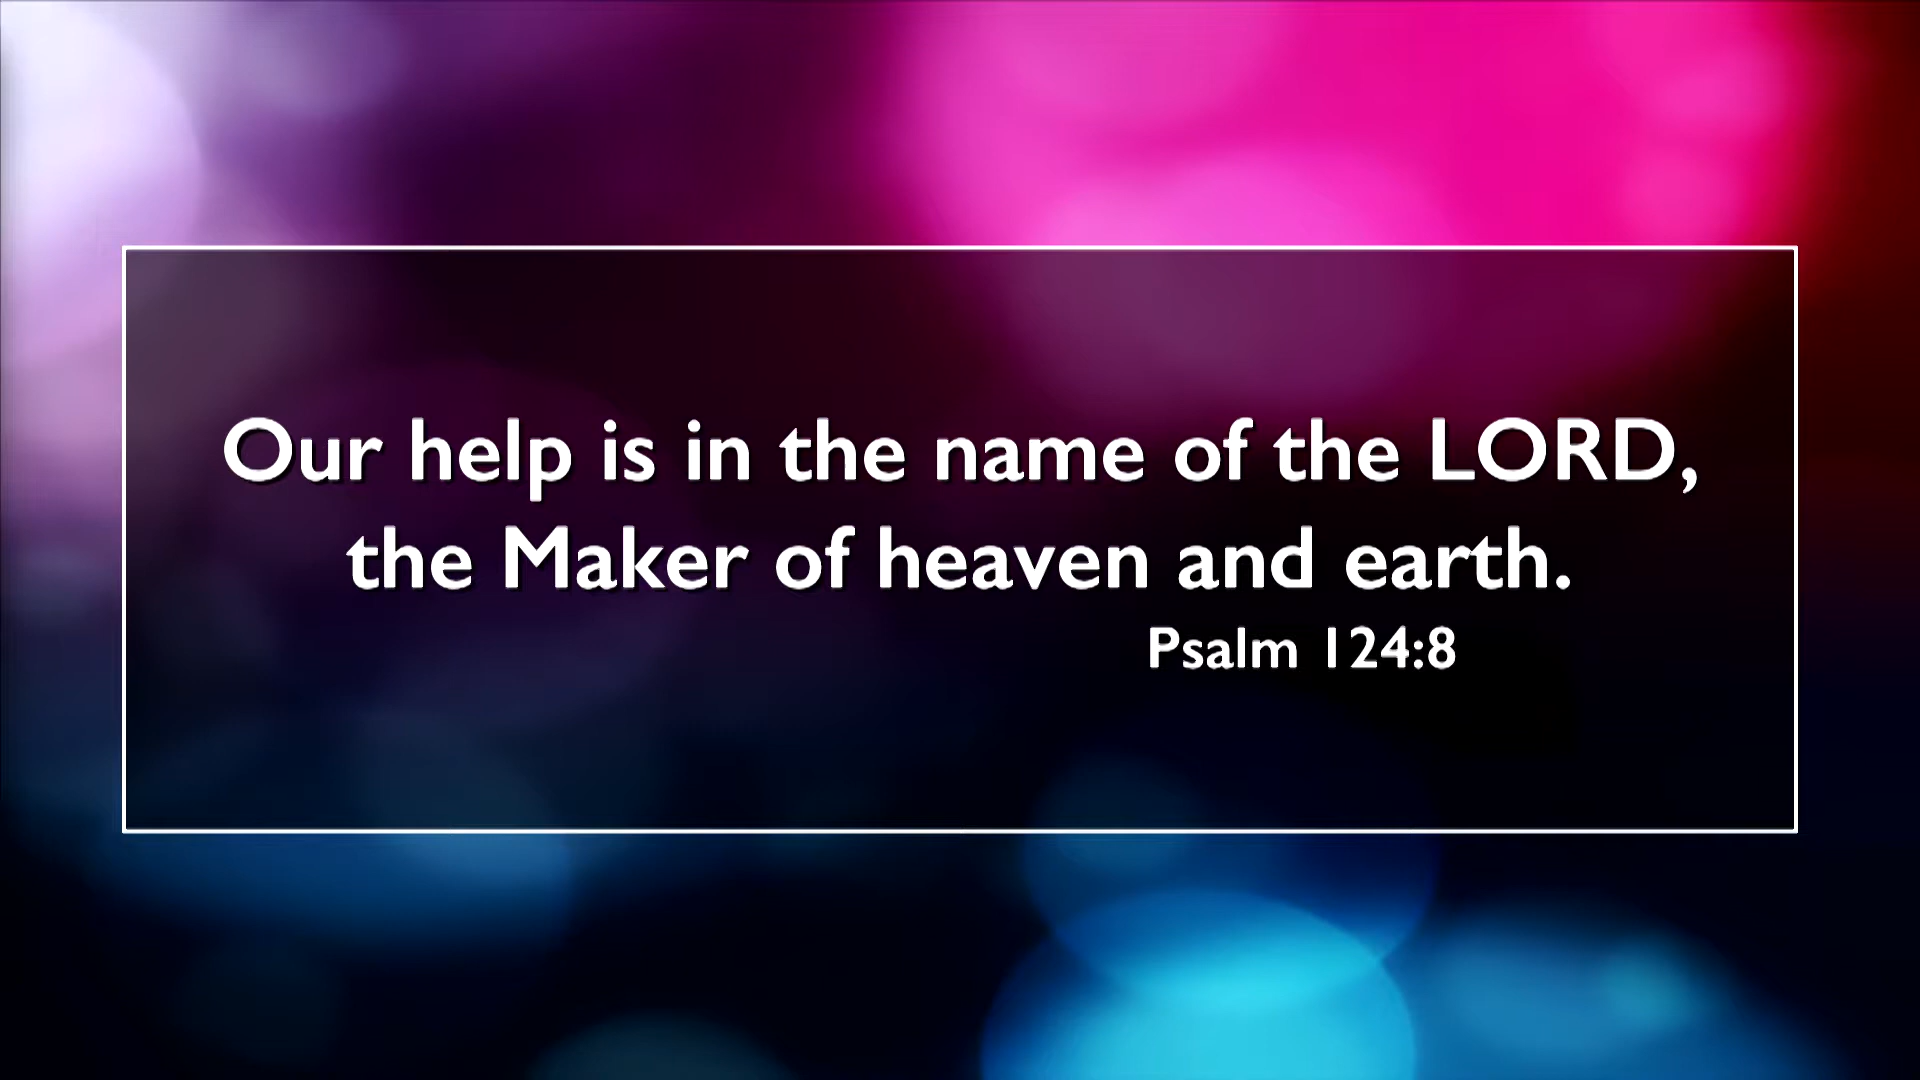 Our help is in the name of the LORD,
the Maker of heaven and earth.
Psalm 124:8